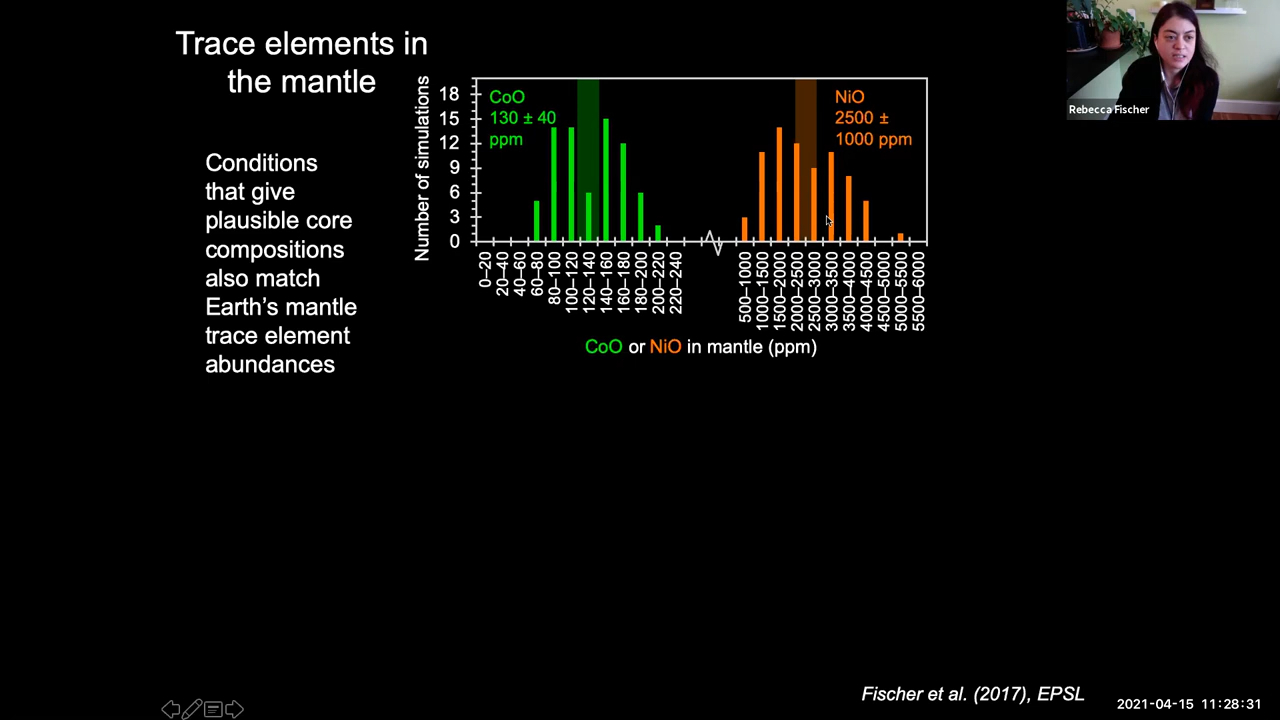 Trace elements in
the mantle
Conditions
that give
plausible core
compositions
also match
Earth's mantle
trace element
abundances
Number of simulations
18
15
12
9
6
3
0
CoO
130 ± 40
ppm
NiO
2500 ±
1000 ppm
0–20
20–40
40–60
60–80
80–100
100–120
120–140
140–160
160–180
180–200
200–220
220–240
500–1000
1000–1500
1500–2000
2000–2500
2500–3000
3000–3500
3500–4000
4000–4500
4500–5000
5000–5500
5500–6000
CoO or NiO in mantle (ppm)
Rebecca Fischer
Fischer et al. (2017), EPSL
2021-04-15 11:28:31